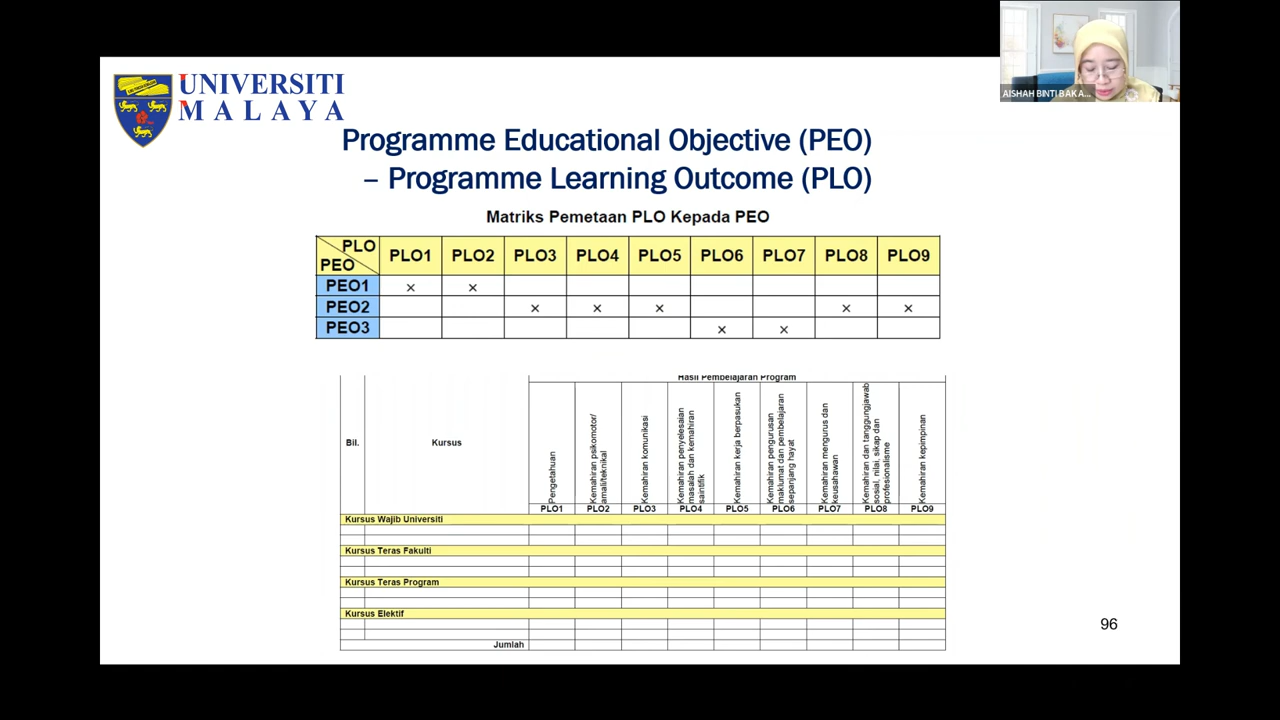 AISHAH BINTI BAKA...
UNIVERSITI
MALAYA
Programme Educational Objective (PEO)
– Programme Learning Outcome (PLO)
Matriks Pemetaan PLO Kepada PEO
PLO
PEO
PLO1 PLO2 PLO3 PLO4 PLO5 PLO6 PLO7 PLO8 PLO9
PEO1 × ×
PEO2 × × × × ×
PEO3 × ×
Hasil Pembelajaran Program
Bil.
Kursus
Pengetahuan
Kemahiran psikomotor/
amali/teknikal
Kemahiran komunikasi
Kemahiran penyelesaian
masalah dan kemahiran
saintifik
Kemahiran kerja berpasukan
Kemahiran pengurusan
maklumat dan pembelajaran
sepanjang hayat
Kemahiran mengurus dan
keusahawan
Kemahiran dan tanggungjawab
sosial, nilai, sikap dan
profesionalisme
Kemahiran kepimpinan
PLO1 PLO2 PLO3 PLO4 PLO5 PLO6 PLO7 PLO8 PLO9
Kursus Wajib Universiti
Kursus Teras Fakulti
Kursus Teras Program
Kursus Elektif
Jumlah
96